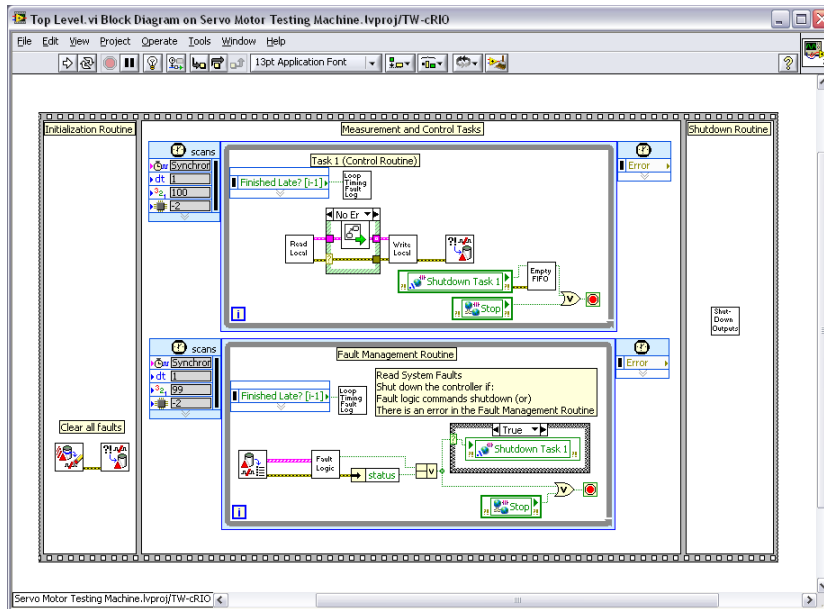 Top Level.vi Block Diagram on Servo Motor Testing Machine.lvproj/TW-cRIO
File Edit View Project Operate Tools Window Help
13pt Application Font
Initialization Routine
Measurement and Control Tasks
Shutdown Routine
scans
Synchror
dt 1
100
-2
Task 1 (Control Routine)
Finished Late? [i-1]
Loop
Timing
Fault
Log
Error
No Er
Read
Local
Write
Local
Shutdown Task 1
Empty
FIFO
Stop
i
scans
Synchror
dt 1
99
-2
Fault Management Routine
Read System Faults
Shut down the controller if:
Fault logic commands shutdown (or)
There is an error in the Fault Management Routine
Finished Late? [i-1]
Loop
Timing
Fault
Log
Error
True
Shutdown Task 1
Fault
Logic
status
Stop
i
Clear all faults
Shut-
Down
Outputs
Servo Motor Testing Machine.lvproj/TW-cRIO